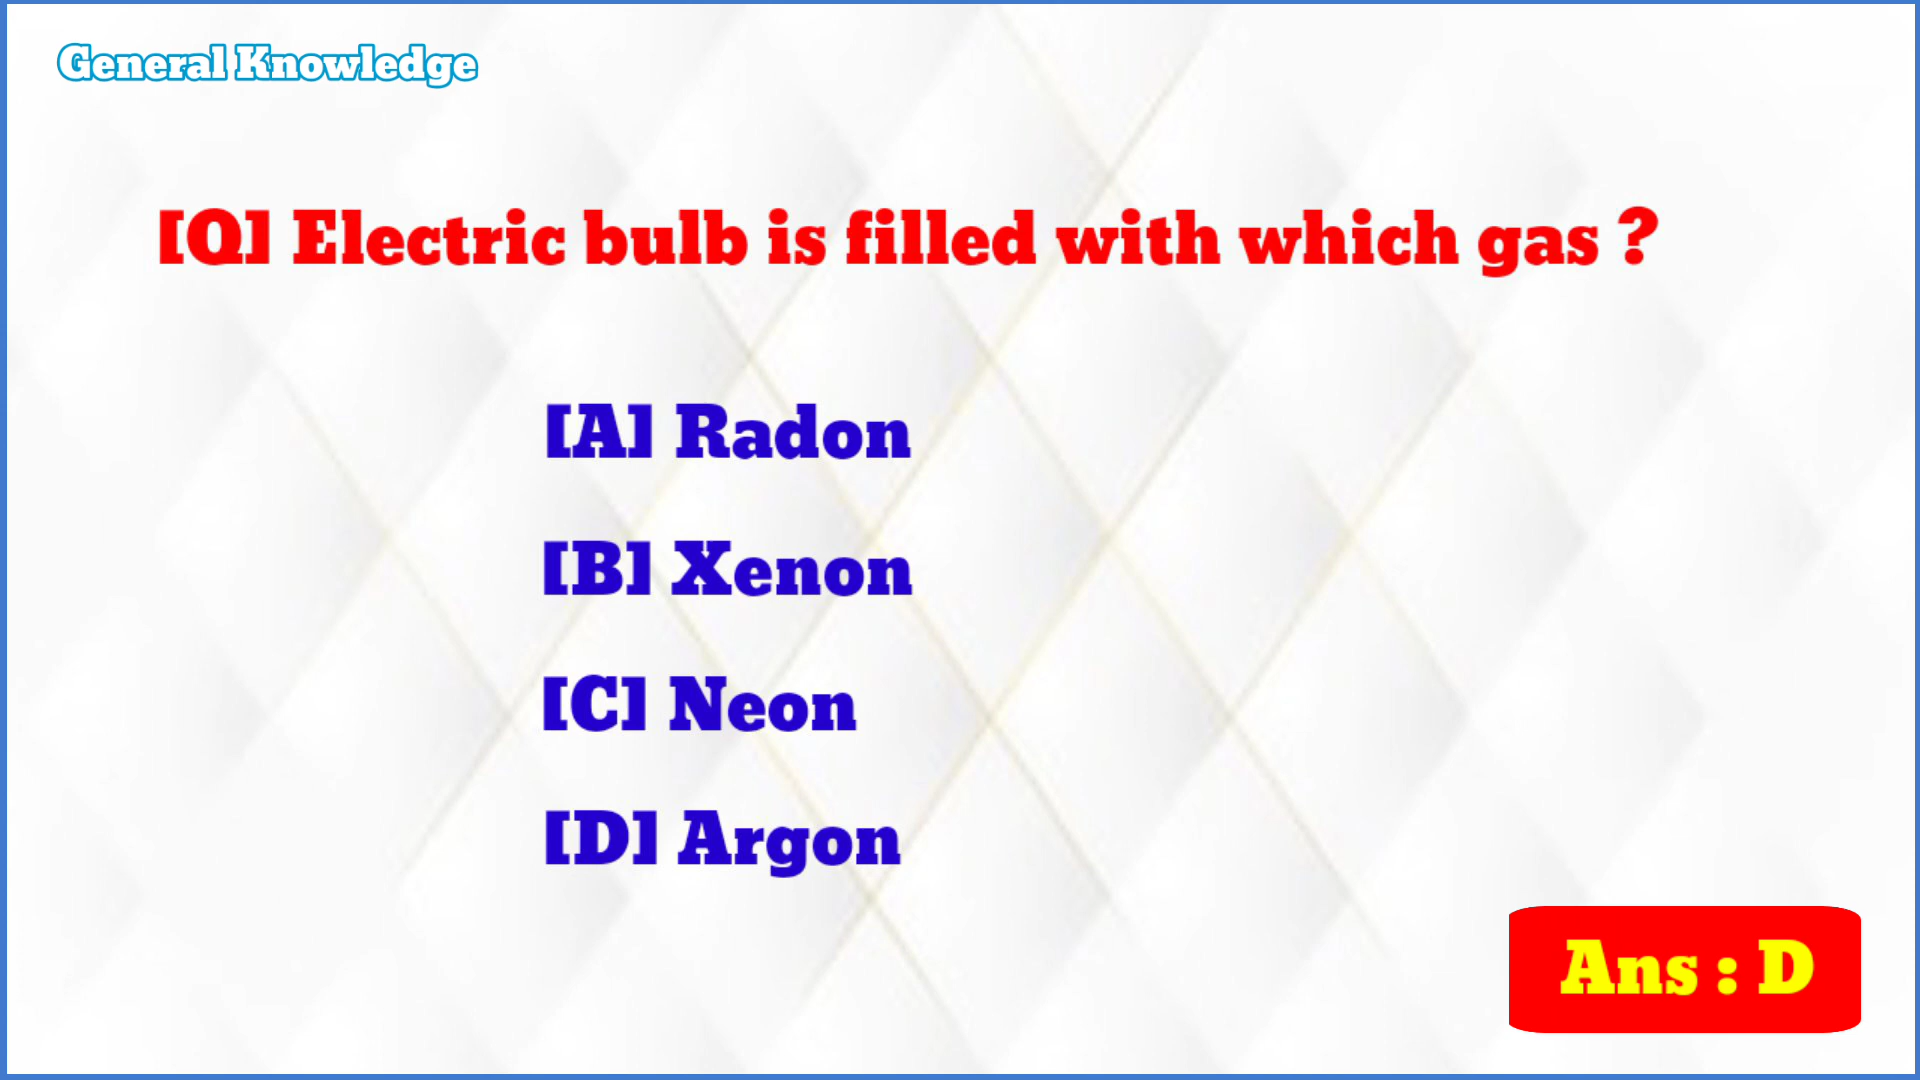 General Knowledge
[Q] Electric bulb is filled with which gas ?
[A] Radon
[B] Xenon
[C] Neon
[D] Argon
Ans : D